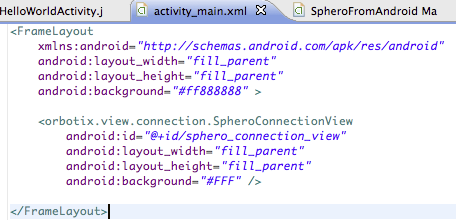 HelloWorldActivity.j activity_main.xml SpheroFromAndroid Ma
<FrameLayout
xmlns:android="http://schemas.android.com/apk/res/android"
android:layout_width="fill_parent"
android:layout_height="fill_parent"
android:background="#ff888888" >
<orbotix.view.connection.SpheroConnectionView
android:id="@+id/sphero_connection_view"
android:layout_width="fill_parent"
android:layout_height="fill_parent"
android:background="#FFF" />
</FrameLayout>